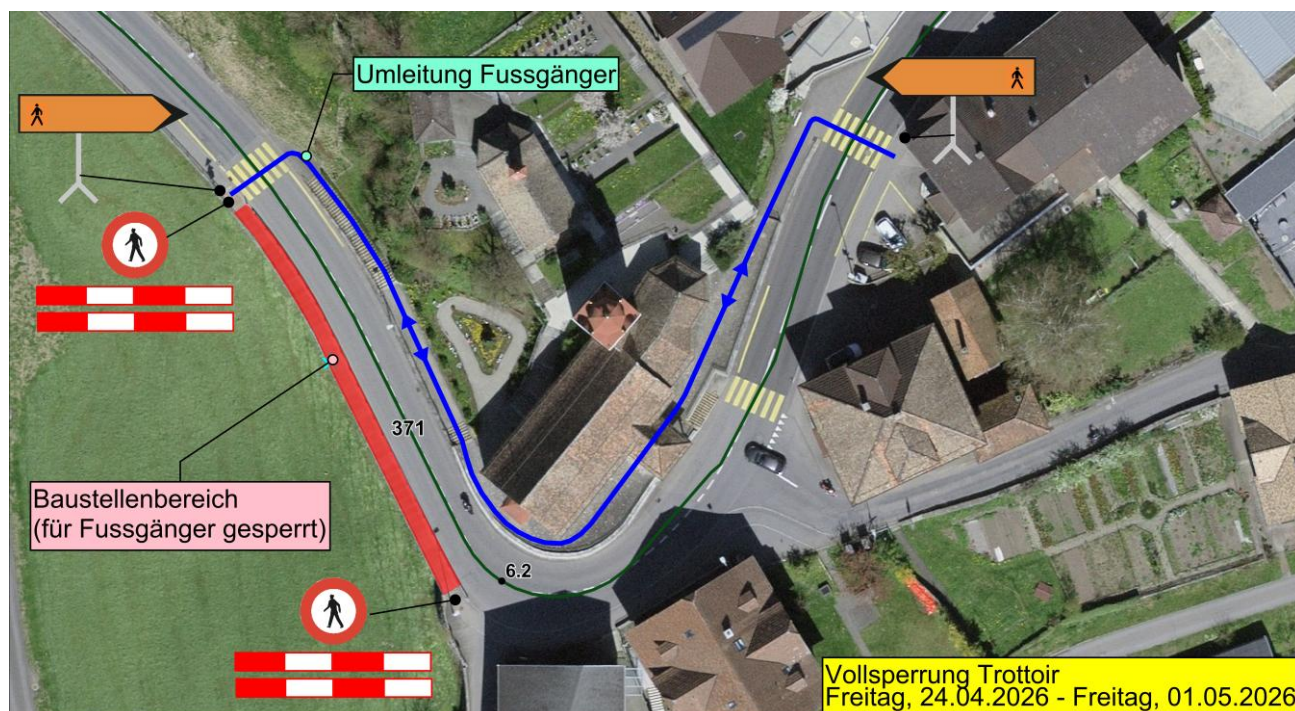 Umleitung Fussgänger
371
Baustellenbereich
(für Fussgänger gesperrt)
6.2
Vollsperrung Trottoir
Freitag, 24.04.2026 - Freitag, 01.05.2026